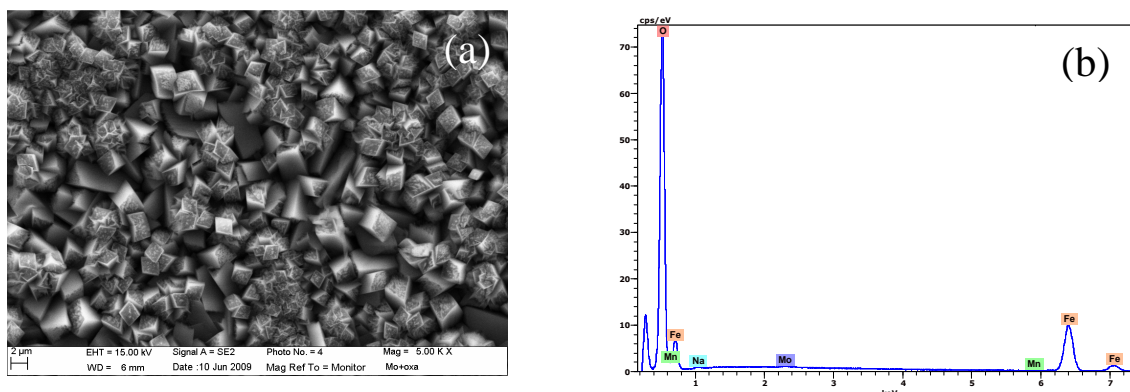 (a)
2 µm
EHT = 15.00 kV Signal A = SE2 Photo No. = 4 Mag = 5.00 K X
WD = 6 mm Date :10 Jun 2009 Mag Ref To = Monitor Mo+oxa
cps/eV
(b)
O
Fe
Mn
Na
Mo
Mn
Fe
Fe
70
60
50
40
30
20
10
0
1 2 3 4 5 6 7